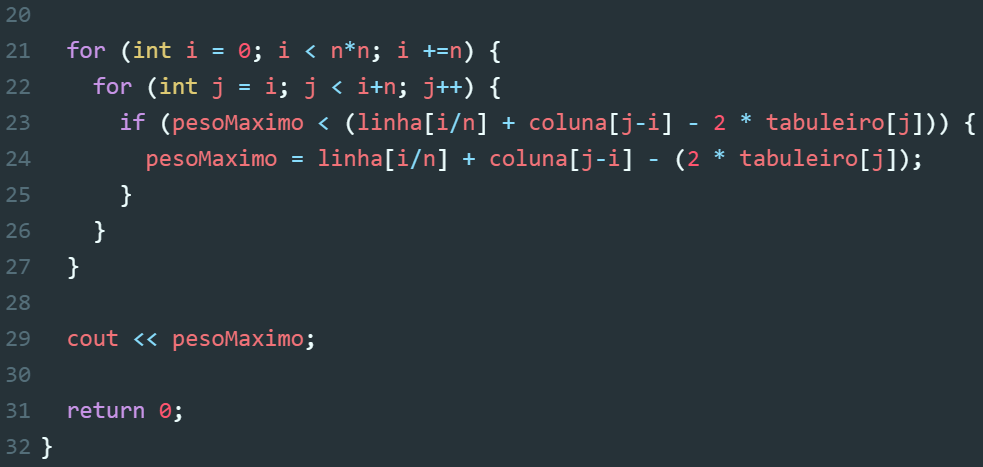 20
21   for (int i = 0; i < n*n; i +=n) {
22     for (int j = i; j < i+n; j++) {
23       if (pesoMaximo < (linha[i/n] + coluna[j-i] - 2 * tabuleiro[j])) {
24         pesoMaximo = linha[i/n] + coluna[j-i] - (2 * tabuleiro[j]);
25       }
26     }
27   }
28
29   cout << pesoMaximo;
30
31   return 0;
32 }